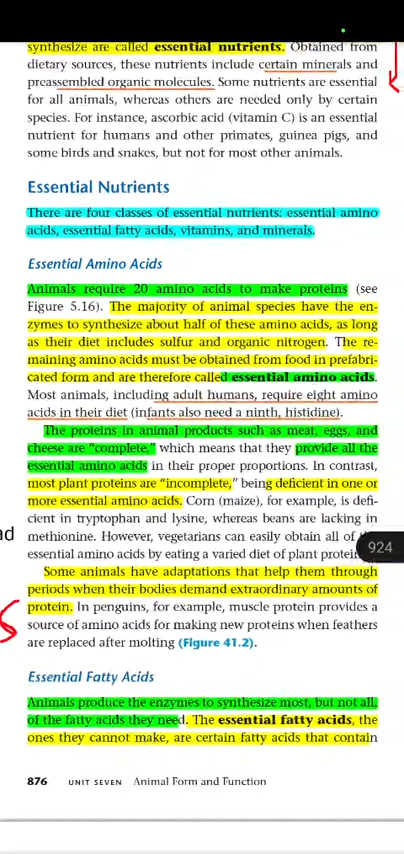 synthesize are called essential nutrients. Obtained from
dietary sources, these nutrients include certain minerals and
preassembled organic molecules. Some nutrients are essential
for all animals, whereas others are needed only by certain
species. For instance, ascorbic acid (vitamin C) is an essential
nutrient for humans and other primates, guinea pigs, and
some birds and snakes, but not for most other animals.
Essential Nutrients
There are four classes of essential nutrients: essential amino
acids, essential fatty acids, vitamins, and minerals.
Essential Amino Acids
Animals require 20 amino acids to make proteins (see
Figure 5.16). The majority of animal species have the en-
zymes to synthesize about half of these amino acids, as long
as their diet includes sulfur and organic nitrogen. The re-
maining amino acids must be obtained from food in prefabri-
cated form and are therefore called essential amino acids.
Most animals, including adult humans, require eight amino
acids in their diet (infants also need a ninth, histidine).
The proteins in animal products such as meat, eggs, and
cheese are “complete,” which means that they provide all the
essential amino acids in their proper proportions. In contrast,
most plant proteins are “incomplete,” being deficient in one or
more essential amino acids. Corn (maize), for example, is defi-
cient in tryptophan and lysine, whereas beans are lacking in
ad
methionine. However, vegetarians can easily obtain all of
924
essential amino acids by eating a varied diet of plant
Some animals have adaptations that help them through
periods when their bodies demand extraordinary amounts of
protein. In penguins, for example, muscle protein provides a
source of amino acids for making new proteins when feathers
are replaced after molting (Figure 41.2).
Essential Fatty Acids
Animals produce the enzymes to synthesize most, but not all,
of the fatty acids they need. The essential fatty acids, the
ones they cannot make, are certain fatty acids that contain
876 UNIT SEVEN Animal Form and Function